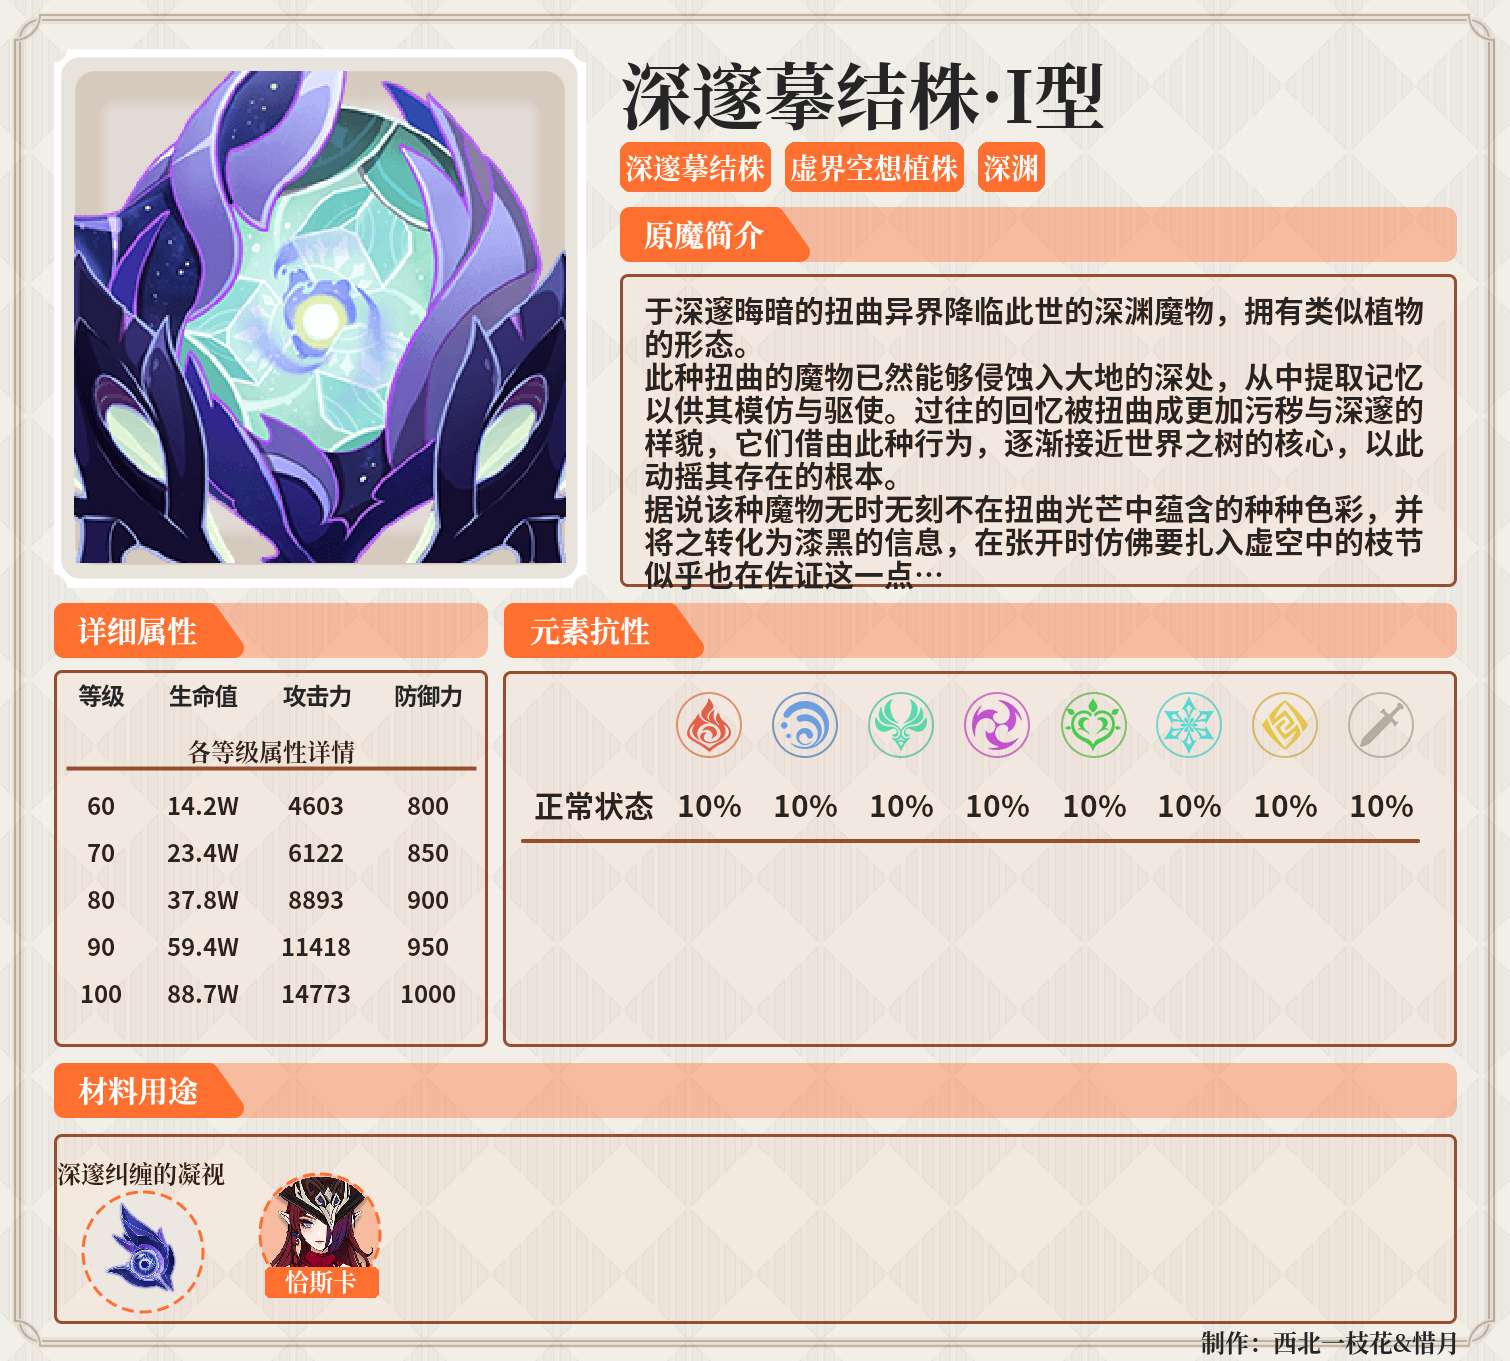 深邃摹结株·I型
深邃摹结株 虚界空想植株 深渊
原魔简介
于深邃晦暗的扭曲异界降临此世的深渊魔物，拥有类似植物
的形态。
此种扭曲的魔物已然能够侵蚀入大地的深处，从中提取记忆
以供其模仿与驱使。过往的回忆被扭曲成更加污秽与深邃的
样貌，它们借由此种行为，逐渐接近世界之树的核心，以此
动摇其存在的根本。
据说该种魔物无时无刻不在扭曲光芒中蕴含的种种色彩，并
将之转化为漆黑的信息，在张开时仿佛要扎入虚空中的枝节
似乎也在佐证这一点…
详细属性
等级 生命值 攻击力 防御力
各等级属性详情
60 14.2W 4603 800
70 23.4W 6122 850
80 37.8W 8893 900
90 59.4W 11418 950
100 88.7W 14773 1000
元素抗性
正常状态 10% 10% 10% 10% 10% 10% 10% 10%
材料用途
深邃纠缠的凝视
恰斯卡
制作：西北一枝花&惜月